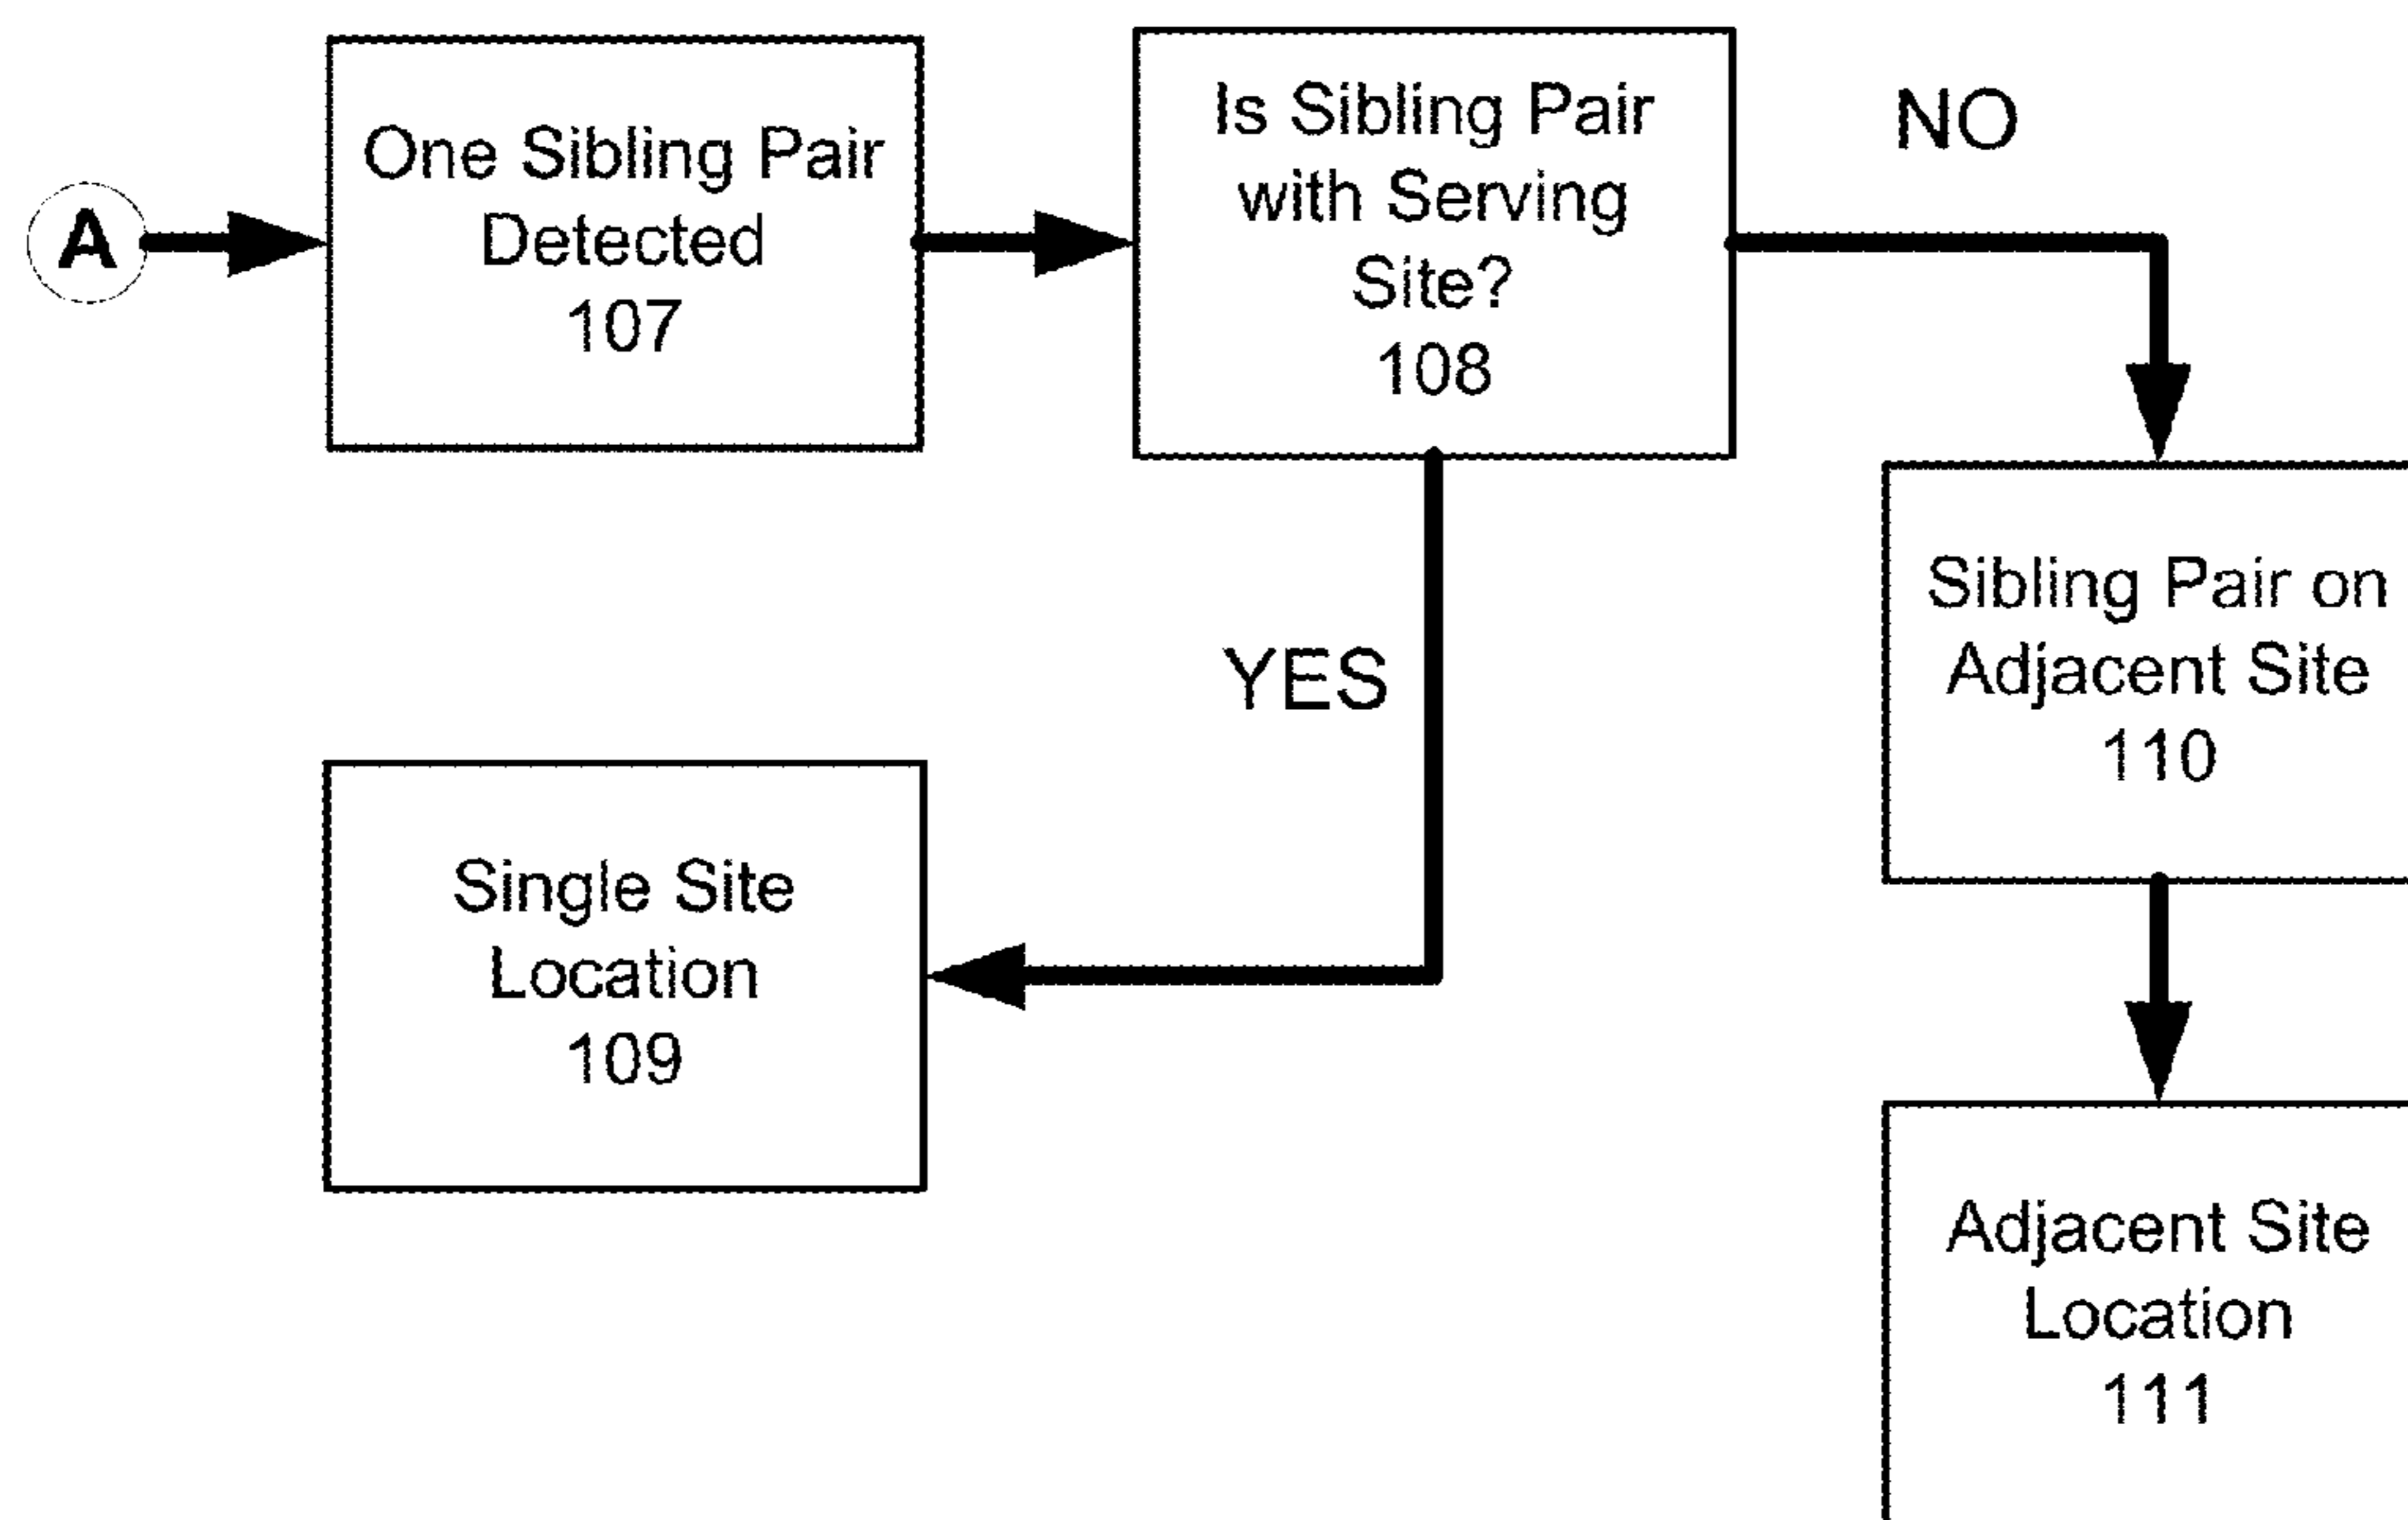 A
One Sibling Pair
Detected
107
Is Sibling Pair
with Serving
Site?
108
NO
YES
Sibling Pair on
Adjacent Site
110
Single Site
Location
109
Adjacent Site
Location
111